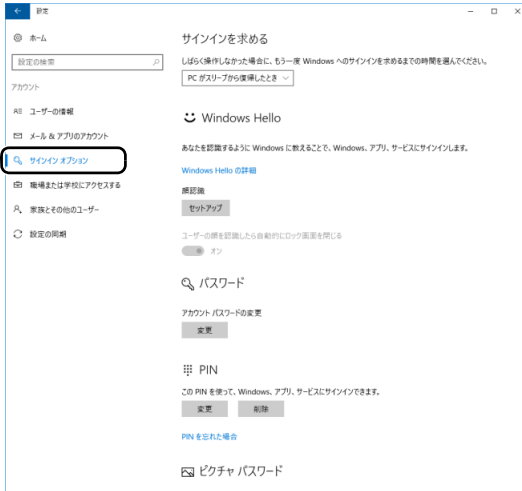 設定
ホーム
設定の検索
アカウント
ユーザーの情報
メール & アプリのアカウント
サインイン オプション
職場または学校にアクセスする
家族とその他のユーザー
設定の同期
サインインを求める
しばらく操作しなかった場合に、もう一度 Windows へのサインインを求めるまでの時間を選んでください。
PC がスリープから復帰したとき
Windows Hello
あなたを認識するように Windows に教えることで、Windows、アプリ、サービスにサインインします。
Windows Hello の詳細
顔認識
セットアップ
ユーザーの顔を認識したら自動的にロック画面を閉じる
オン
パスワード
アカウント パスワードの変更
変更
PIN
この PIN を使って、Windows、アプリ、サービスにサインインできます。
変更 削除
PIN を忘れた場合
ピクチャ パスワード